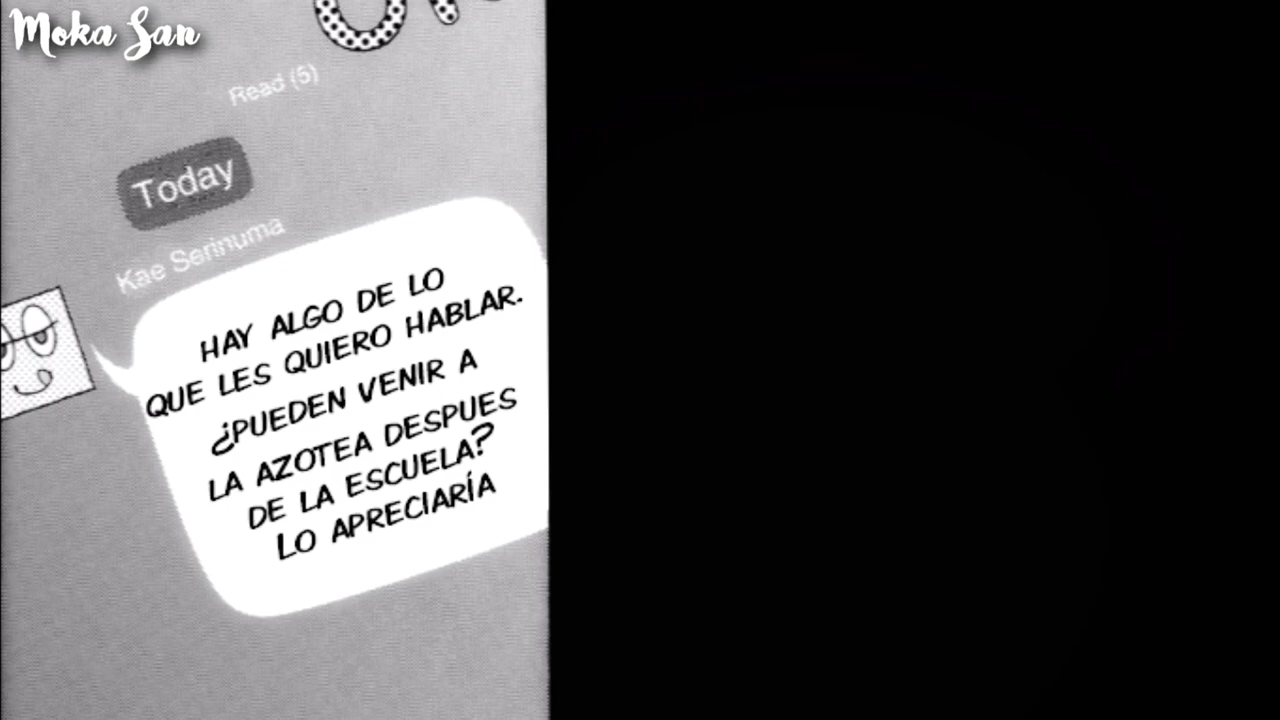 Moka San
Read (5)
Today
Kae Serinuma
HAY ALGO DE LO
QUE LES QUIERO HABLAR.
¿PUEDEN VENIR A
LA AZOTEA DESPUES
DE LA ESCUELA?
LO APRECIARÍA